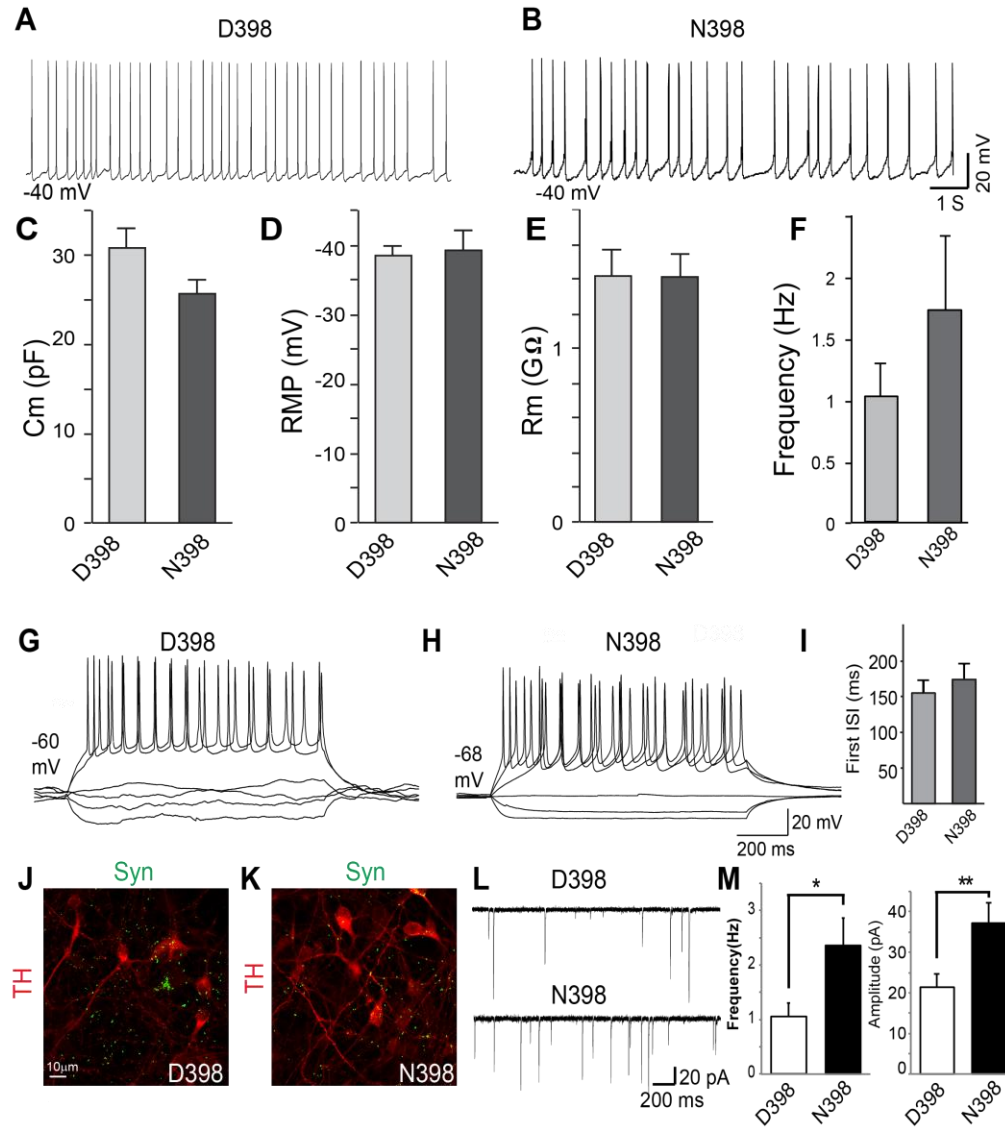 A
D398
-40 mV
B
N398
-40 mV
20 mV
1 S
C
Cm (pF)
30
20
10
0
D398
N398
D
RMP (mV)
-40
-30
-20
-10
0
D398
N398
E
Rm (GΩ)
1
0
D398
N398
F
Frequency (Hz)
2
1.5
1
0.5
0
D398
N398
G
D398
-60
mV
H
N398
-68
mV
20 mV
200 ms
I
First ISI (ms)
200
150
100
50
D398
N398
J
Syn
TH
10µm
D398
K
Syn
TH
N398
L
D398
N398
20 pA
200 ms
M
Frequency(Hz)
3
2
1
0
*
D398
N398
Amplitude (pA)
40
30
20
10
0
**
D398
N398